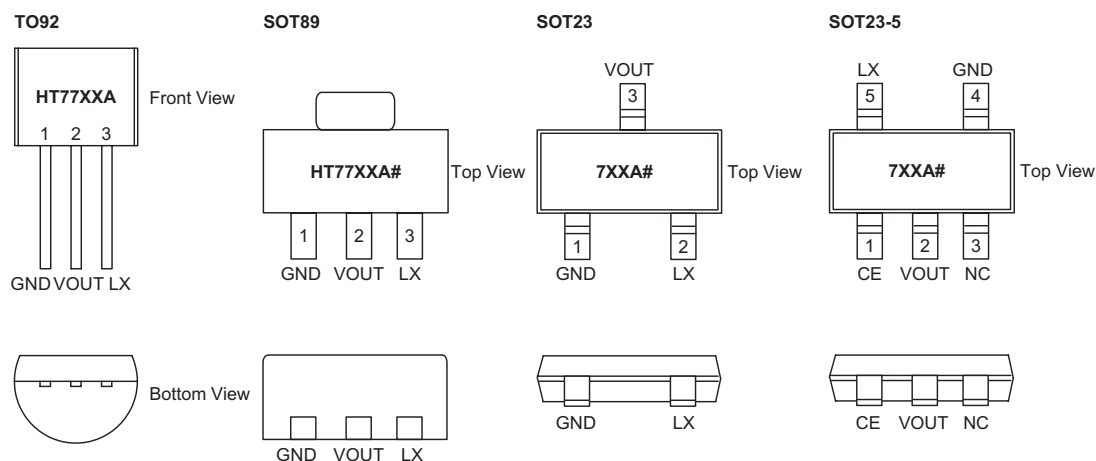 TO92
SOT89
SOT23
SOT23-5
HT77XXA
Front View
1 2 3
GND VOUT LX
HT77XXA#
Top View
1 2 3
GND VOUT LX
VOUT
3
7XXA#
Top View
1 2
GND LX
LX GND
5 4
7XXA#
Top View
1 2 3
CE VOUT NC
Bottom View
GND VOUT LX
GND LX
CE VOUT NC